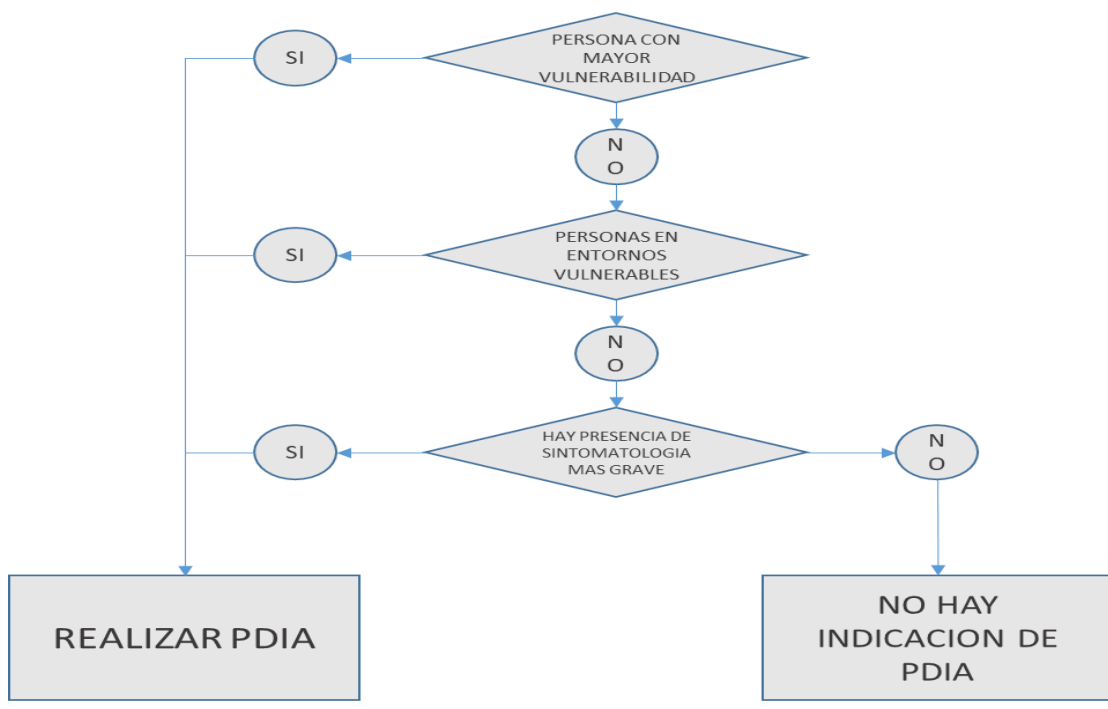 PERSONA CON
MAYOR
VULNERABILIDAD
SI
N
O
PERSONAS EN
ENTORNOS
VULNERABLES
SI
N
O
HAY PRESENCIA DE
SINTOMATOLOGIA
MAS GRAVE
SI
N
O
REALIZAR PDIA
NO HAY
INDICACION DE
PDIA